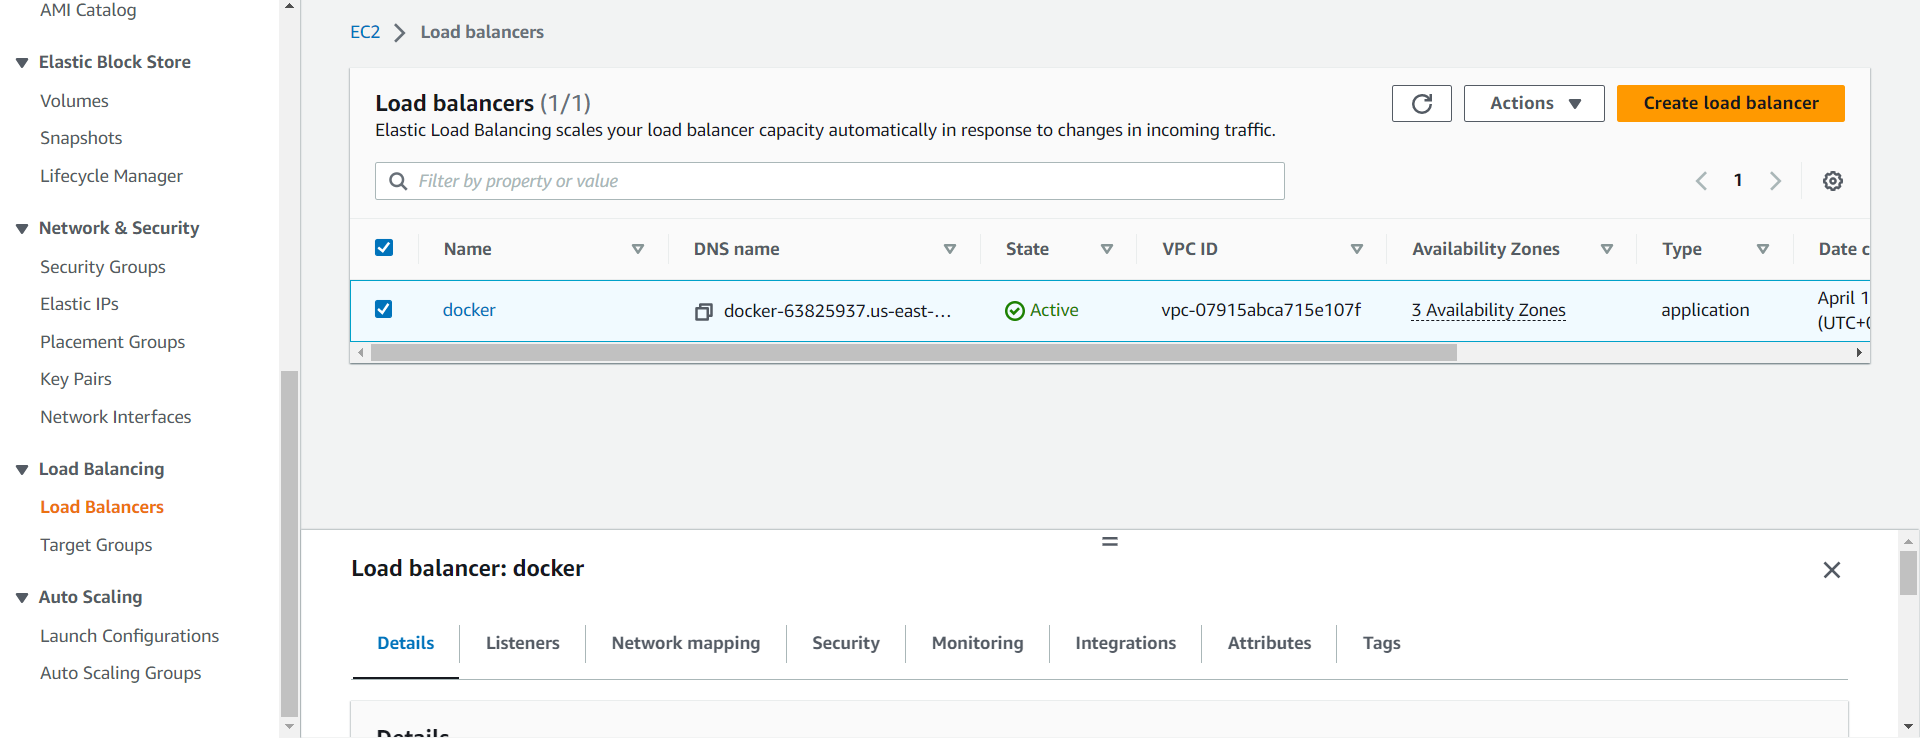 AMI Catalog
Elastic Block Store
Volumes
Snapshots
Lifecycle Manager
Network & Security
Security Groups
Elastic IPs
Placement Groups
Key Pairs
Network Interfaces
Load Balancing
Load Balancers
Target Groups
Auto Scaling
Launch Configurations
Auto Scaling Groups
EC2 Load balancers
Load balancers (1/1)
Elastic Load Balancing scales your load balancer capacity automatically in response to changes in incoming traffic.
Actions
Create load balancer
Filter by property or value
1
Name DNS name State VPC ID Availability Zones Type Date c
docker docker-63825937.us-east-... Active vpc-07915abca715e107f 3 Availability Zones application April 1
(UTC+0
Load balancer: docker
Details Listeners Network mapping Security Monitoring Integrations Attributes Tags
Details